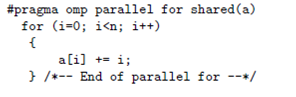 #pragma omp parallel for shared(a)
for (i=0; i<n; i++)
{
a[i] += i;
} /*-- End of parallel for --*/